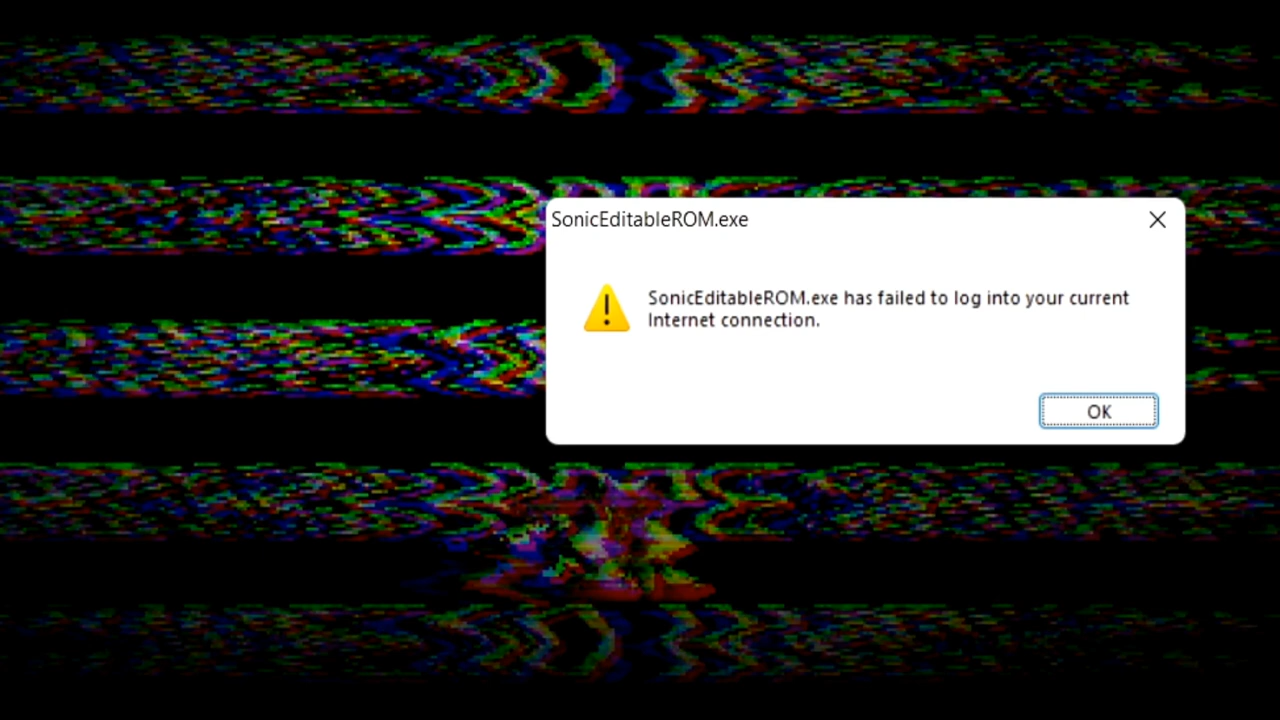 SonicEditableROM.exe
SonicEditableROM.exe has failed to log into your current
Internet connection.
OK